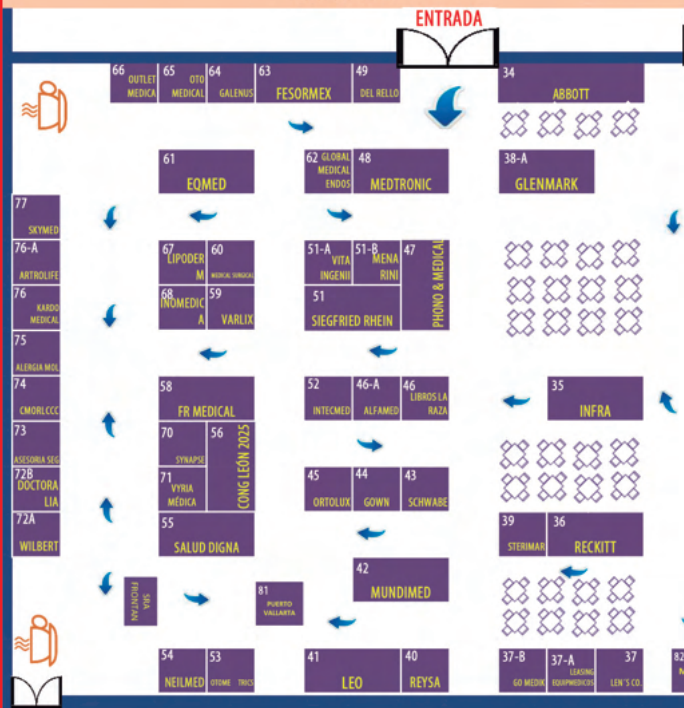 ENTRADA
66 OUTLET
MEDICA
65 OTO
MEDICAL
64
GALENUS
63
FESORMEX
49
DEL RELLO
34
ABBOTT
61
EQMED
62 GLOBAL
MEDICAL
ENDOS
48
MEDTRONIC
38-A
GLENMARK
77
SKYMED
76-A
ARTROLIFE
76
KARDO
MEDICAL
75
ALERGIA MOL
74
CMORLCCC
73
ASESORIA SEG
72B
DOCTORA
LIA
72A
WILBERT
67
LIPODER
M
60
MEDICAL SURGICAL
68
INOMEDIC
A
59
VARLIX
51-A
VITA
INGENII
51-B
MENA
RINI
47
PHONO & MEDICAL
51
SIEGFRIED RHEIN
58
FR MEDICAL
52
INTECMED
46-A
ALFAMED
46
LIBROS LA
RAZA
35
INFRA
70
SYNAPSE
56
CONG LEÓN 2025
71
VYRIA
MÉDICA
45
ORTOLUX
44
GOWN
43
SCHWABE
55
SALUD DIGNA
39
STERIMAR
36
RECKITT
42
MUNDIMED
SRA
FRONTAN
81
PUERTO
VALLARTA
54
NEILMED
53
OTOME TRICS
41
LEO
40
REYSA
37-B
GO MEDIK
37-A
LEASING
EQUIPMEDICOS
37
LEN´S CO.
82
N